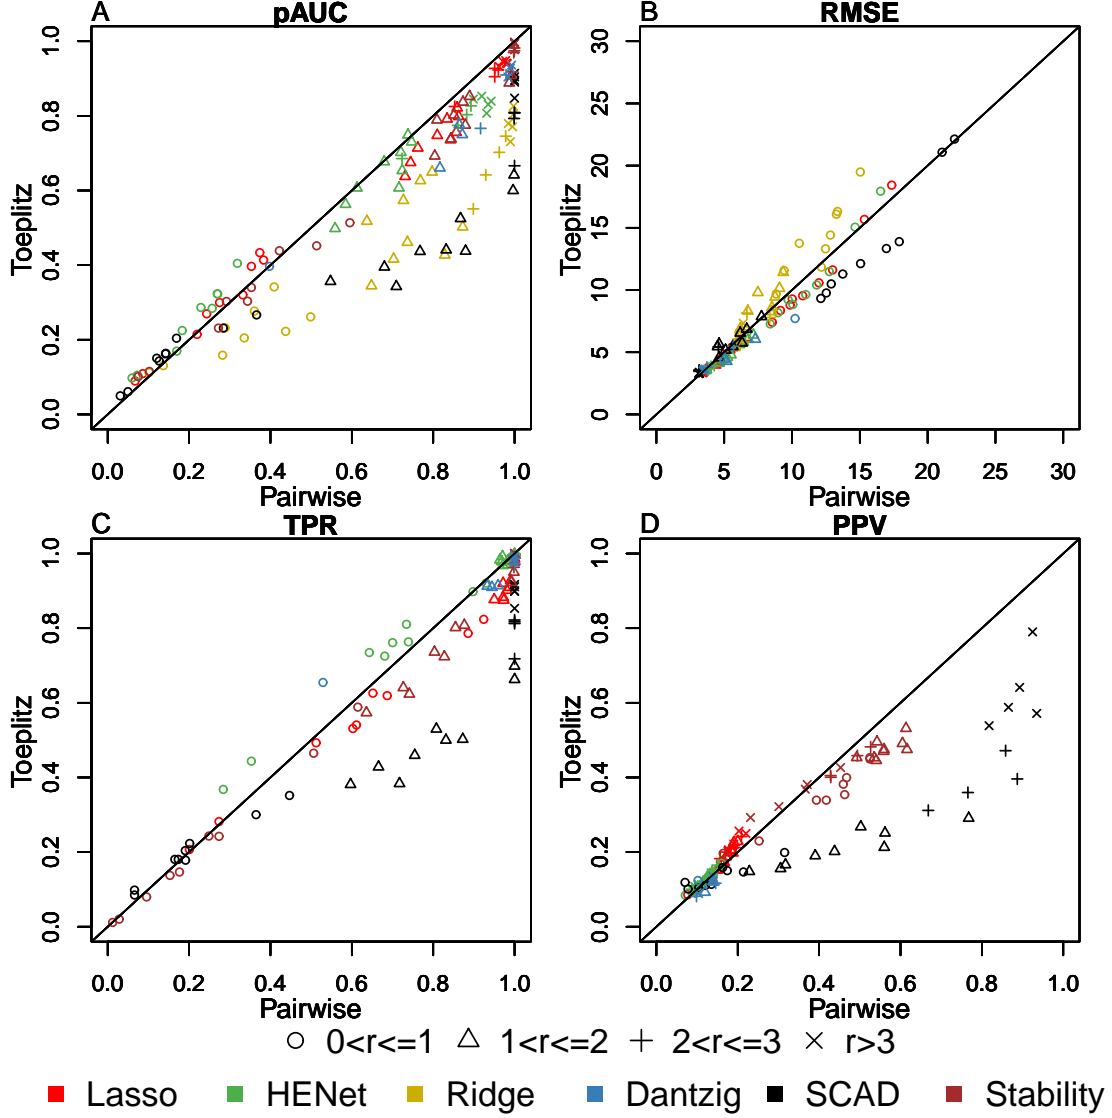 A pAUC
B RMSE
Toeplitz
0.0 0.2 0.4 0.6 0.8 1.0
0.0 0.2 0.4 0.6 0.8 1.0
Pairwise
Toeplitz
0 5 10 15 20 25 30
0 5 10 15 20 25 30
Pairwise
C TPR
D PPV
Toeplitz
0.0 0.2 0.4 0.6 0.8 1.0
0.0 0.2 0.4 0.6 0.8 1.0
Pairwise
Toeplitz
0.0 0.2 0.4 0.6 0.8 1.0
0.0 0.2 0.4 0.6 0.8 1.0
Pairwise
0<r<=1 1<r<=2 2<r<=3 r>3
Lasso HENet Ridge Dantzig SCAD Stability